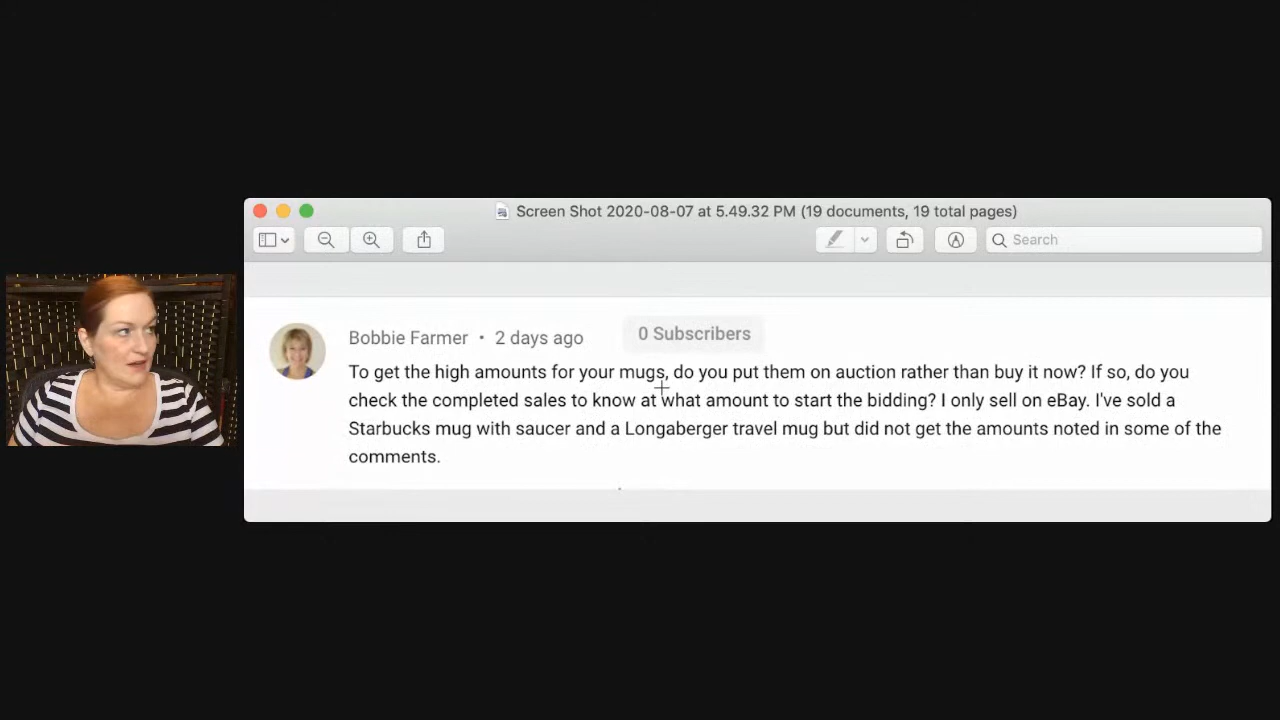 Screen Shot 2020-08-07 at 5.49.32 PM (19 documents, 19 total pages)
Search
Bobbie Farmer • 2 days ago
0 Subscribers
To get the high amounts for your mugs, do you put them on auction rather than buy it now? If so, do you
check the completed sales to know at what amount to start the bidding? I only sell on eBay. I've sold a
Starbucks mug with saucer and a Longaberger travel mug but did not get the amounts noted in some of the
comments.